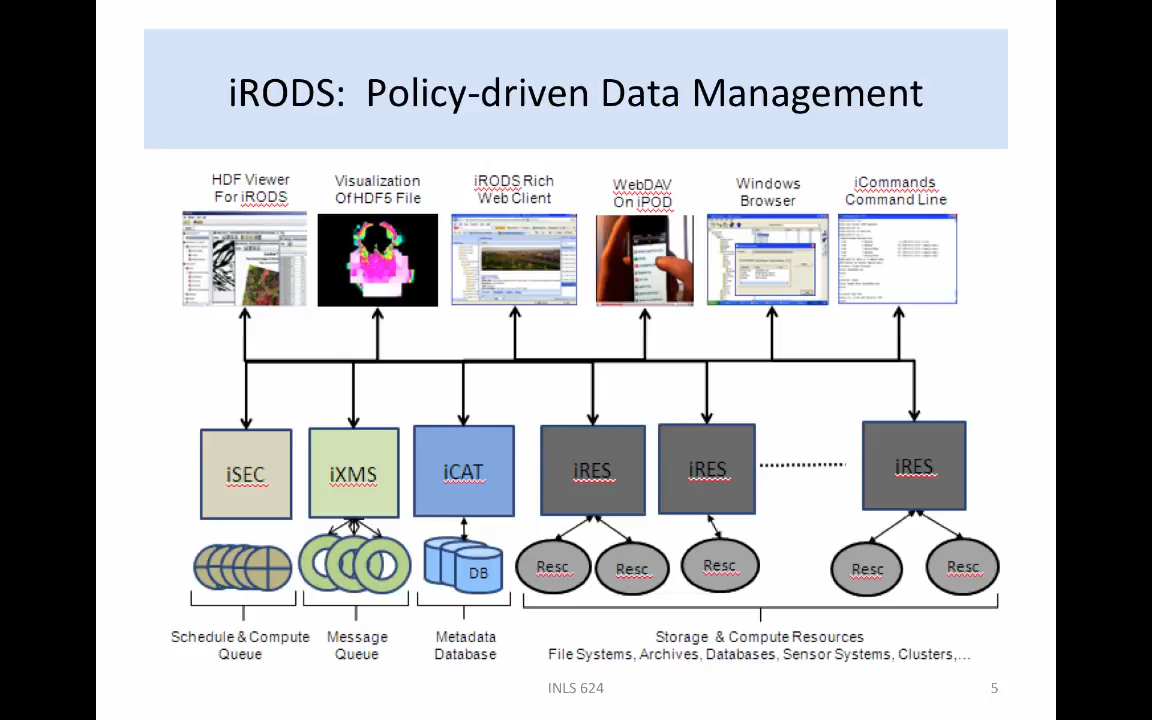 iRODS: Policy-driven Data Management
HDF Viewer
For iRODS
Visualization
Of HDF5 File
iRODS Rich
Web Client
WebDAV
On iPOD
Windows
Browser
iCommands
Command Line
iSEC
iXMS
iCAT
iRES
iRES
iRES
DB
Resc
Resc
Resc
Resc
Resc
Schedule & Compute
Queue
Message
Queue
Metadata
Database
Storage & Compute Resources
File Systems, Archives, Databases, Sensor Systems, Clusters,...
INLS 624
5